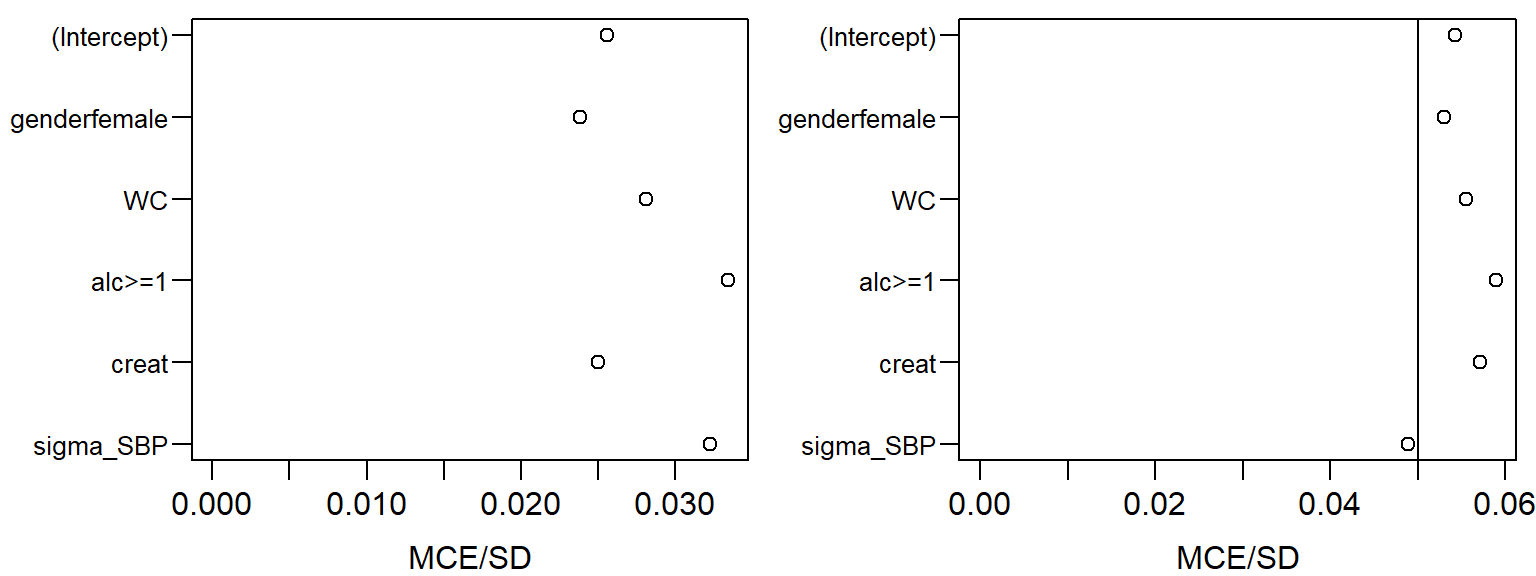 (Intercept)
genderfemale
WC
alc>=1
creat
sigma_SBP
0.000 0.010 0.020 0.030
MCE/SD
(Intercept)
genderfemale
WC
alc>=1
creat
sigma_SBP
0.00 0.02 0.04 0.06
MCE/SD